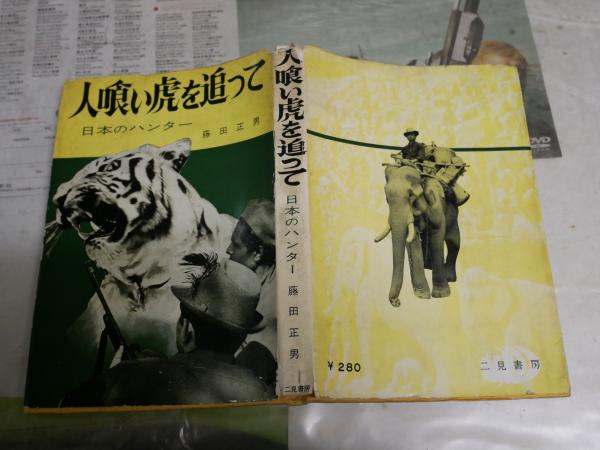 人喰い虎を追って
日本のハンター 藤田正男
人喰い虎を追って
日本のハンター
藤田正男
二見書房
¥ 280
二見書房
DVD